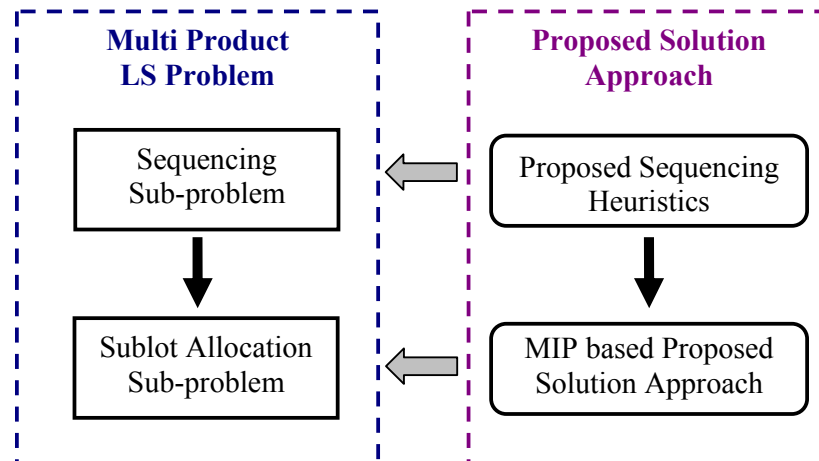 Multi Product
LS Problem
Sequencing
Sub-problem
Sublot Allocation
Sub-problem
Proposed Solution
Approach
Proposed Sequencing
Heuristics
MIP based Proposed
Solution Approach